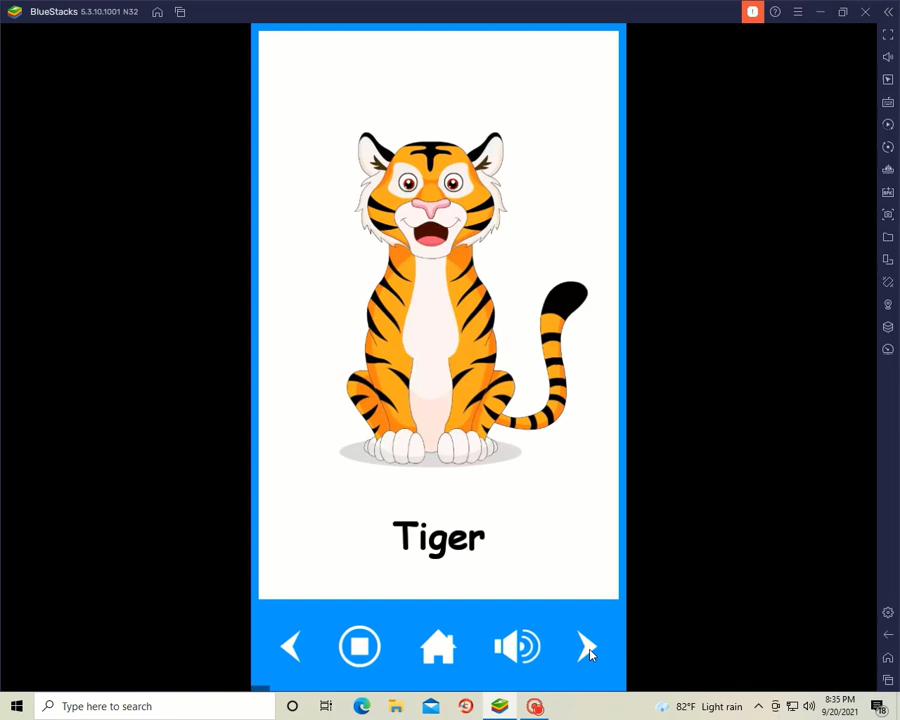 BlueStacks 5.3.10.1001 N32
Tiger
Type here to search
82°F Light rain
8:35 PM
9/20/2021
18